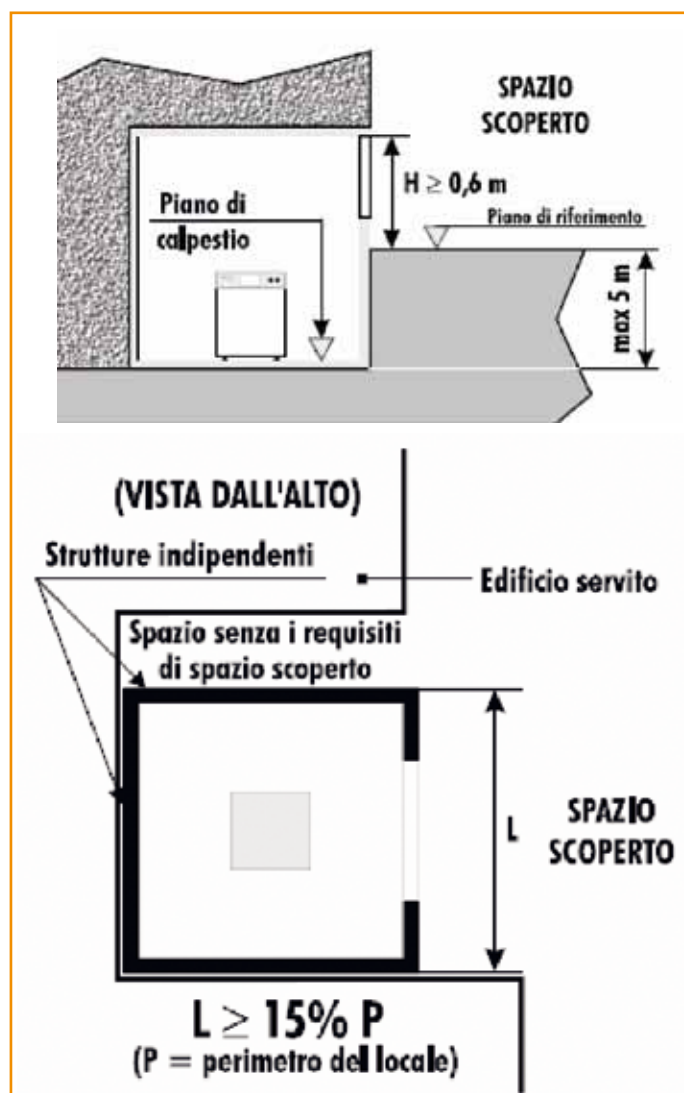 SPAZIO
SCOPERTO
H ≥ 0,6 m
Piano di
calpestio
Piano di riferimento
max 5 m
(VISTA DALL'ALTO)
Strutture indipendenti
Edificio servito
Spazio senza i requisiti
di spazio scoperto
L
SPAZIO
SCOPERTO
L ≥ 15% P
(P = perimetro del locale)